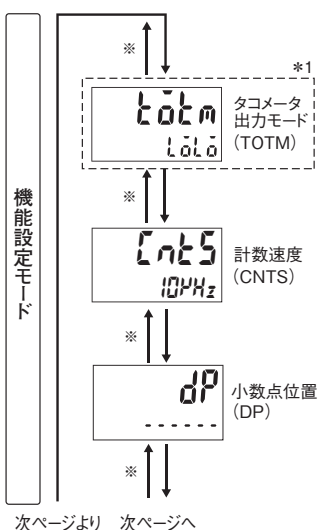 ※
*1
totm
LoLo
タコメータ
出力モード
(TOTM)
機能設定モード
※
CntS
10kHz
計数速度
(CNTS)
※
dP
------
小数点位置
(DP)
※
次ページより 次ページへ